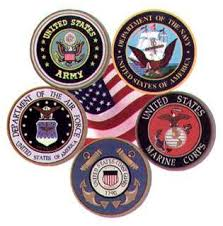 UNITED STATES
ARMY
DEPARTMENT OF THE NAVY
UNITED STATES OF AMERICA
DEPARTMENT OF THE AIR FORCE
UNITED STATES OF AMERICA
UNITED STATES
MARINE CORPS
UNITED STATES COAST GUARD
1790